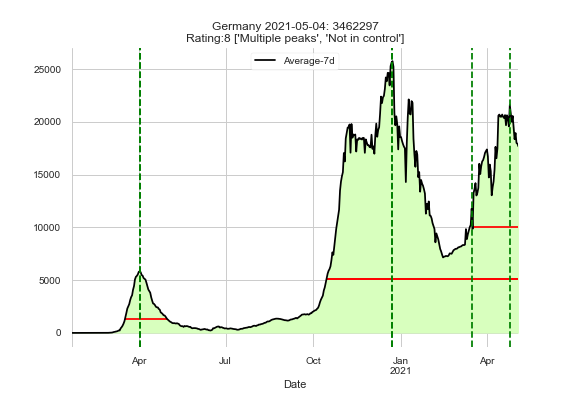 Germany 2021-05-04: 3462297
Rating:8 ['Multiple peaks', 'Not in control']
Average-7d
25000
20000
15000
10000
5000
0
Apr
Jul
Oct
Jan
2021
Apr
Date